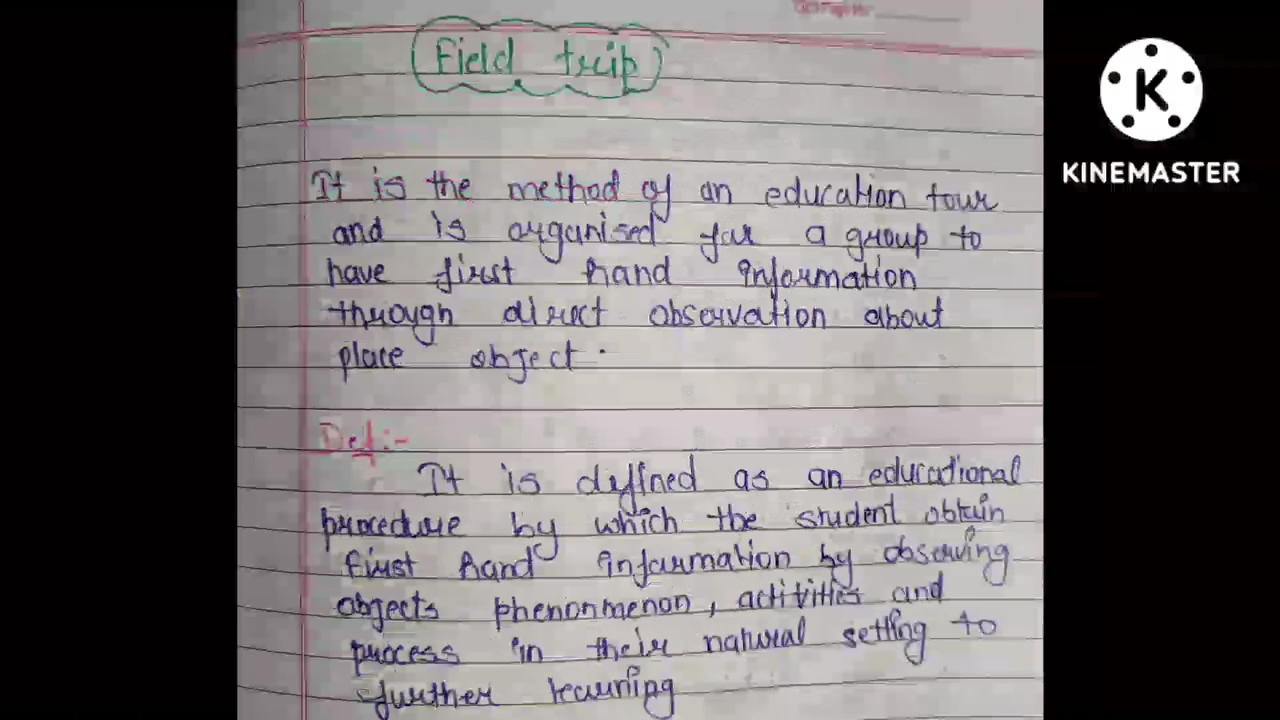 Field trip
It is the method of an education tour
and is organised for a group to
have first hand information
through direct observation about
place object.
Def:-
It is defined as an educational
procedure by which the student obtain
first hand information by observing
objects phenonmenon, activities and
process in their natural setting to
further learning
K
KINEMASTER